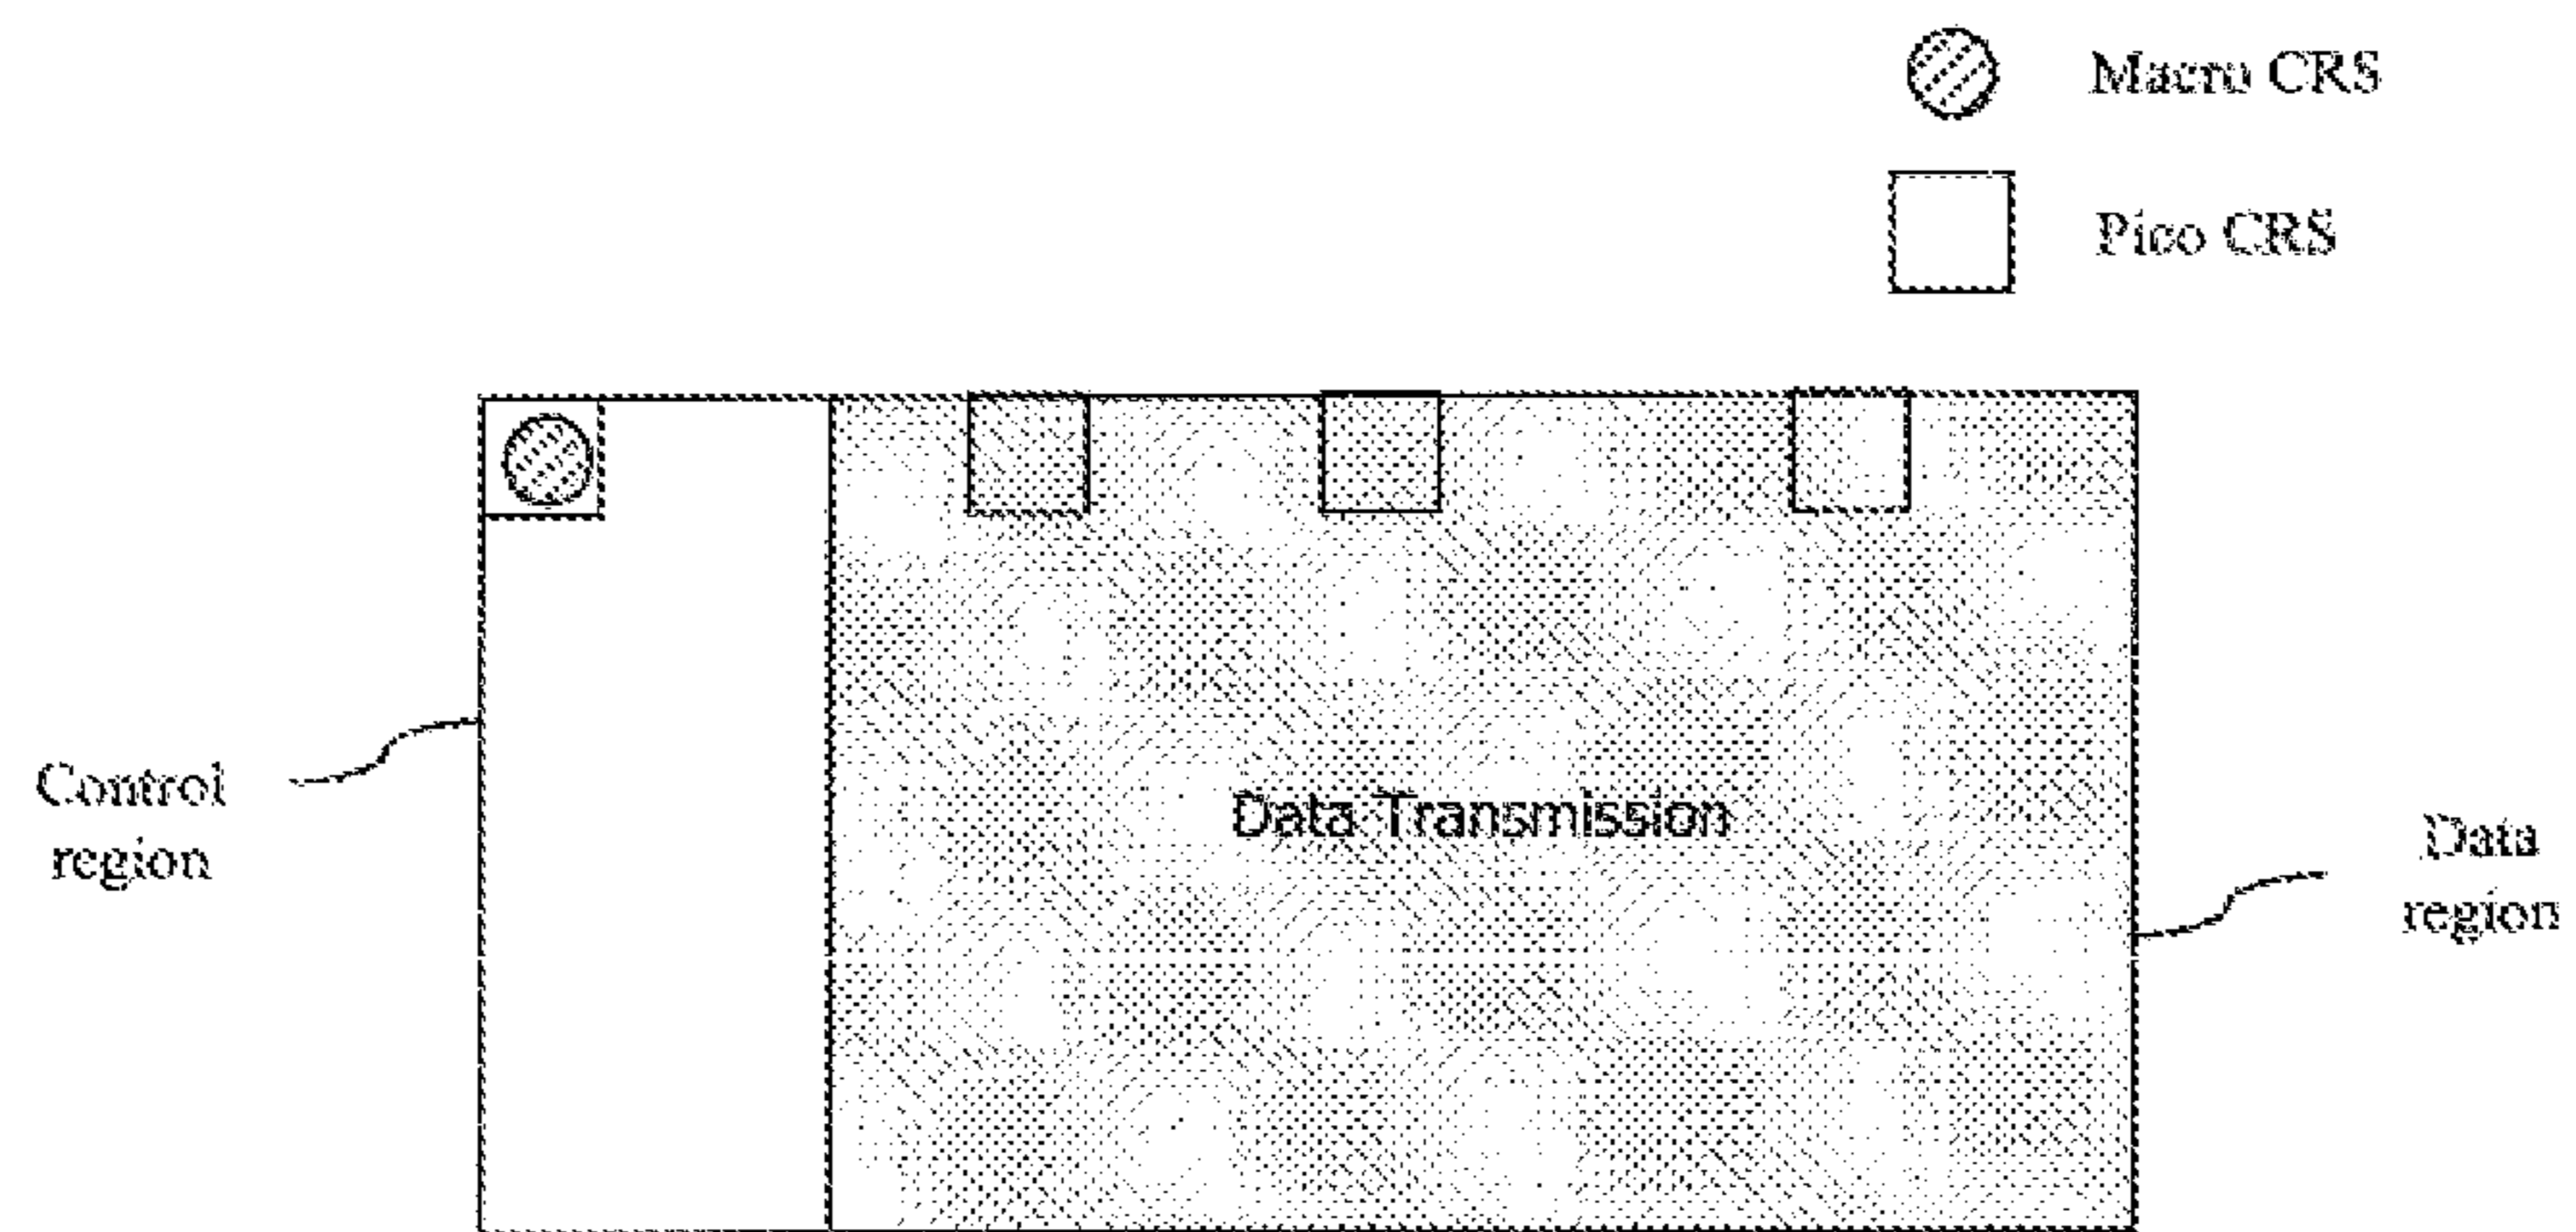 Macro CRS
Pico CRS
Control
region
Data Transmission
Data
region